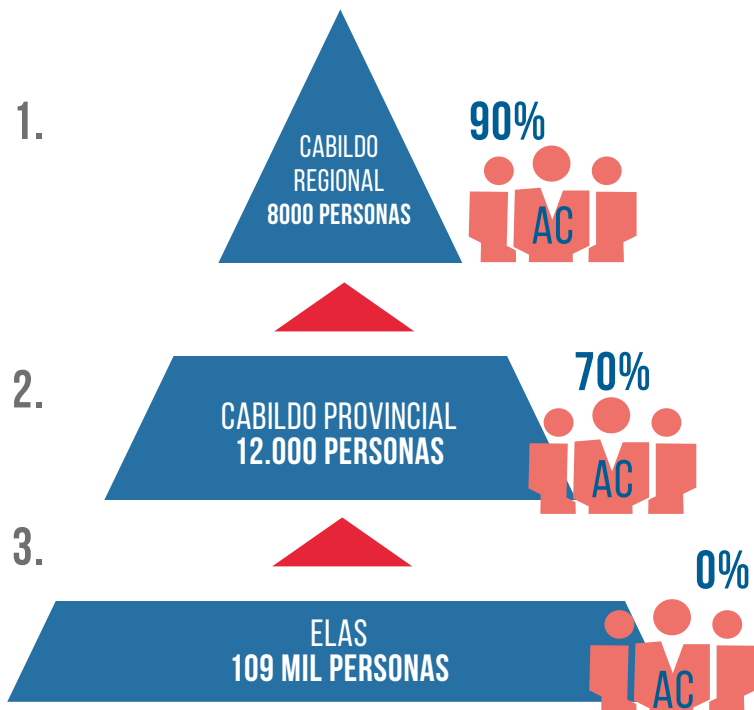 1.
CABILDO
REGIONAL
8000 PERSONAS
90%
AC
2.
CABILDO PROVINCIAL
12.000 PERSONAS
70%
AC
3.
ELAS
109 MIL PERSONAS
0%
AC